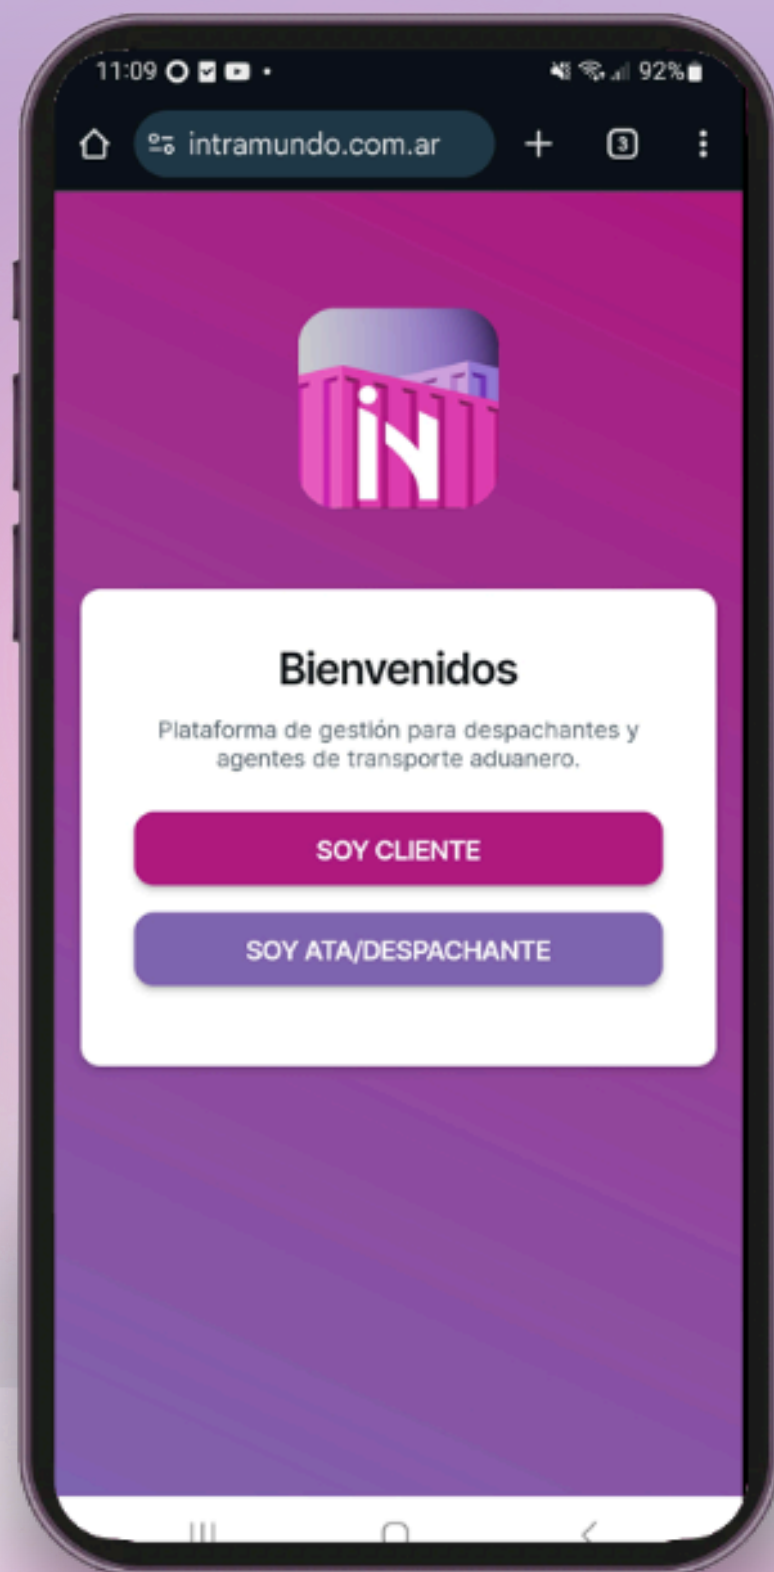 11:09
92%
intramundo.com.ar
3
iN
Bienvenidos
Plataforma de gestión para despachantes y
agentes de transporte aduanero.
SOY CLIENTE
SOY ATA/DESPACHANTE